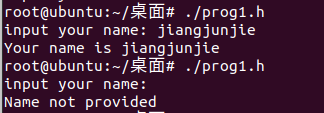 root@ubuntu:~/桌面# ./prog1.h
input your name: jiangjunjie
Your name is jiangjunjie
root@ubuntu:~/桌面# ./prog1.h
input your name:
Name not provided